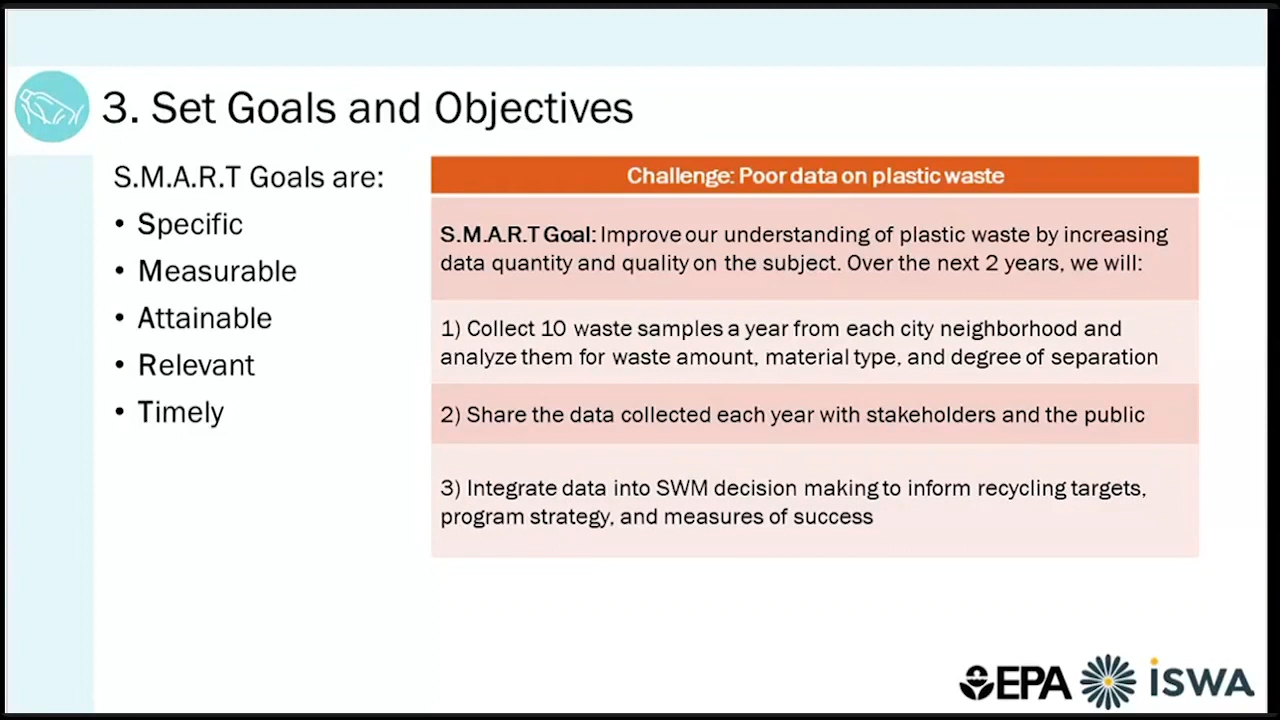 3. Set Goals and Objectives
S.M.A.R.T Goals are:
• Specific
• Measurable
• Attainable
• Relevant
• Timely
Challenge: Poor data on plastic waste
S.M.A.R.T Goal: Improve our understanding of plastic waste by increasing
data quantity and quality on the subject. Over the next 2 years, we will:
1) Collect 10 waste samples a year from each city neighborhood and
analyze them for waste amount, material type, and degree of separation
2) Share the data collected each year with stakeholders and the public
3) Integrate data into SWM decision making to inform recycling targets,
program strategy, and measures of success
EPA
iSWA